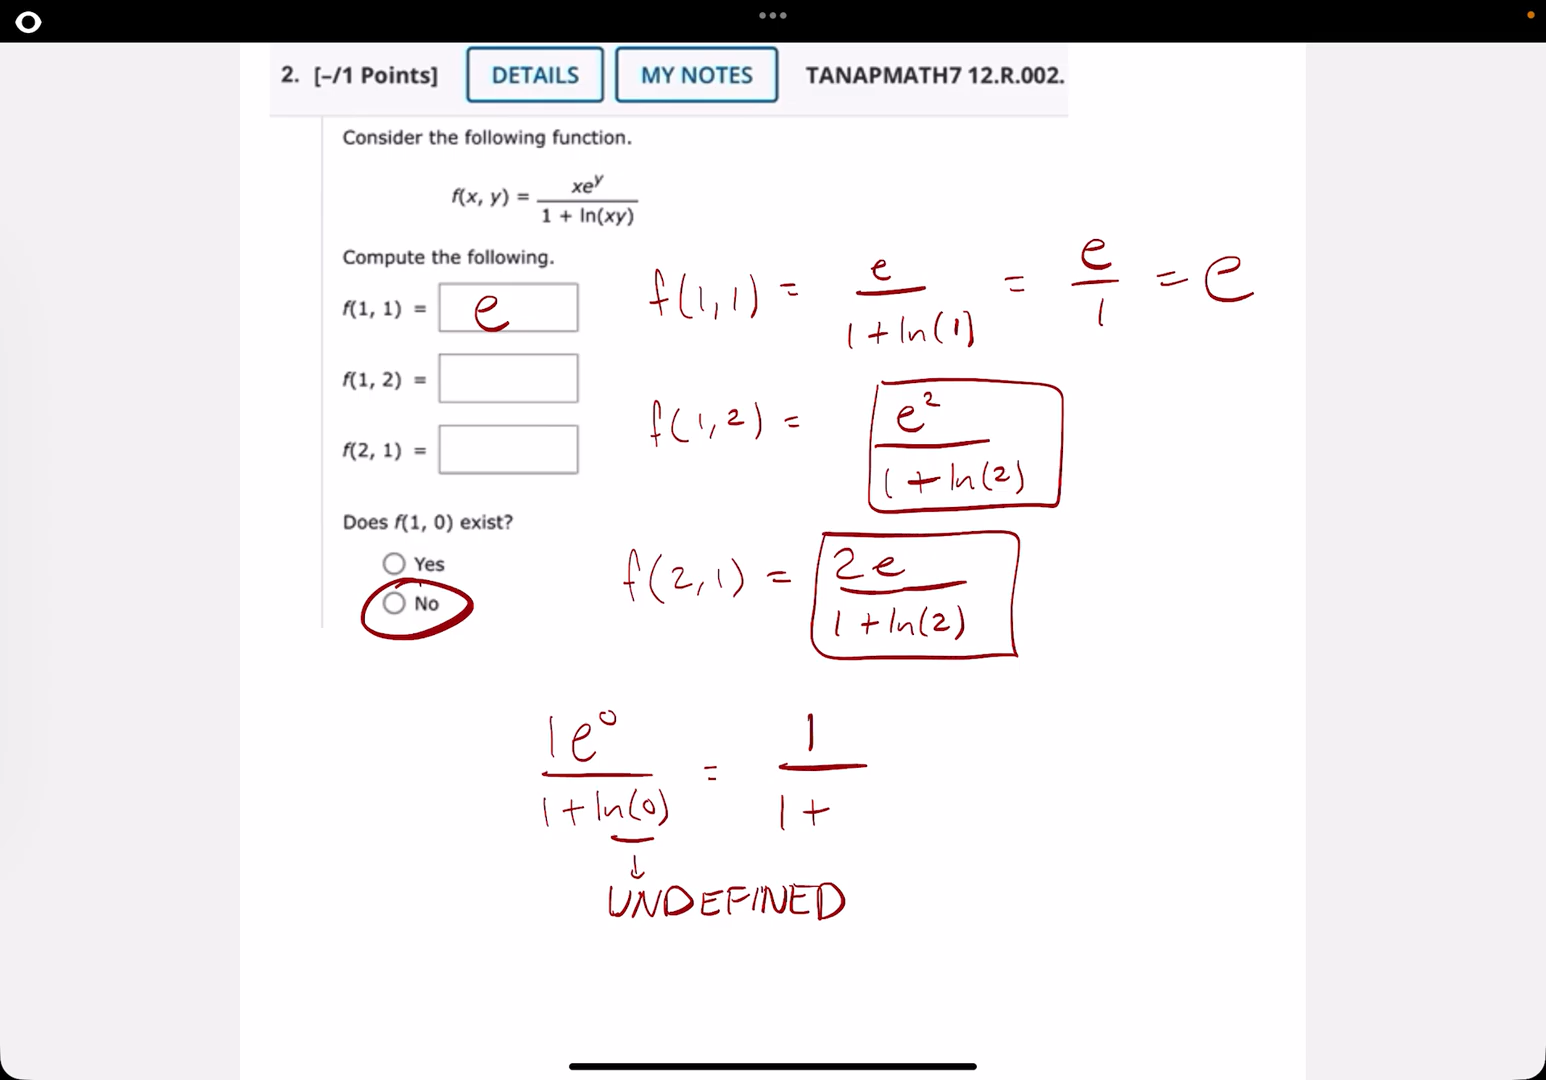 2. [-/1 Points] DETAILS MY NOTES TANAPMATH7 12.R.002.
Consider the following function.
f(x, y) = xe^y / (1 + ln(xy))
Compute the following.
f(1, 1) = e
f(1,1) = e / (1 + ln(1)) = e / 1 = e
f(1, 2) =
f(1,2) = e^2 / (1 + ln(2))
f(2, 1) =
f(2,1) = 2e / (1 + ln(2))
Does f(1, 0) exist?
Yes
No
1e^0 / (1 + ln(0)) = 1 / (1 +
↓
UNDEFINED